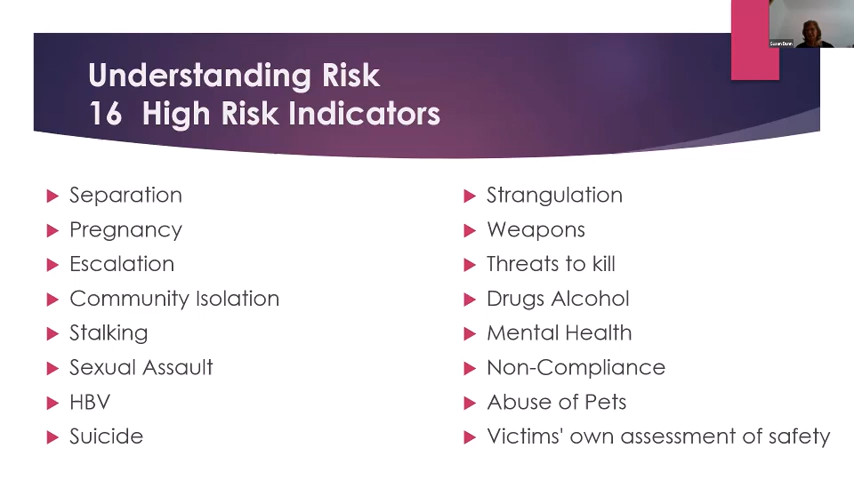 Understanding Risk
16 High Risk Indicators
Separation
Pregnancy
Escalation
Community Isolation
Stalking
Sexual Assault
HBV
Suicide
Strangulation
Weapons
Threats to kill
Drugs Alcohol
Mental Health
Non-Compliance
Abuse of Pets
Victims' own assessment of safety